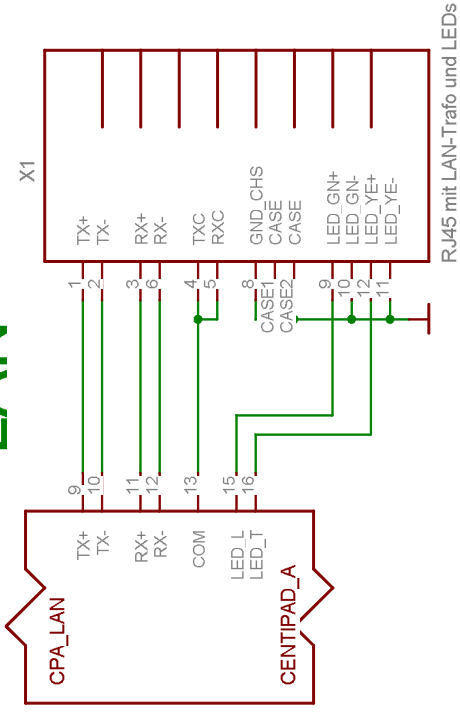 X1
TX+
TX-
RX+
RX-
TXC
RXC
GND_CHS
CASE
CASE
LED_GN+
LED_GN-
LED_YE+
LED_YE-
RJ45 mit LAN-Trafo und LEDs
1
2
3
6
4
5
8
CASE1
CASE2
9
10
12
11
9
10
11
12
13
15
16
TX+
TX-
RX+
RX-
COM
LED_L
LED_T
CPA_LAN
CENTIPAD_A